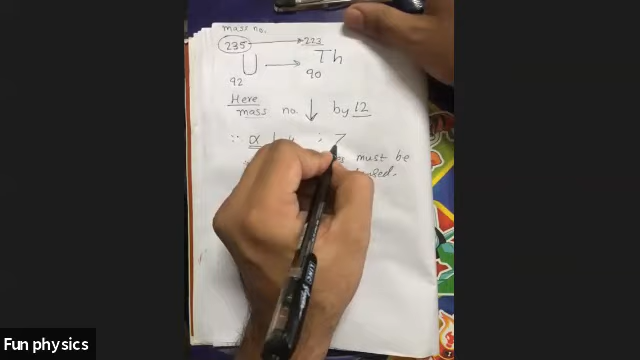 mass no.
235 → 223
U → Th
92 90
Here
mass no. ↓ by 12
∵ α ∴
must be
Fun physics